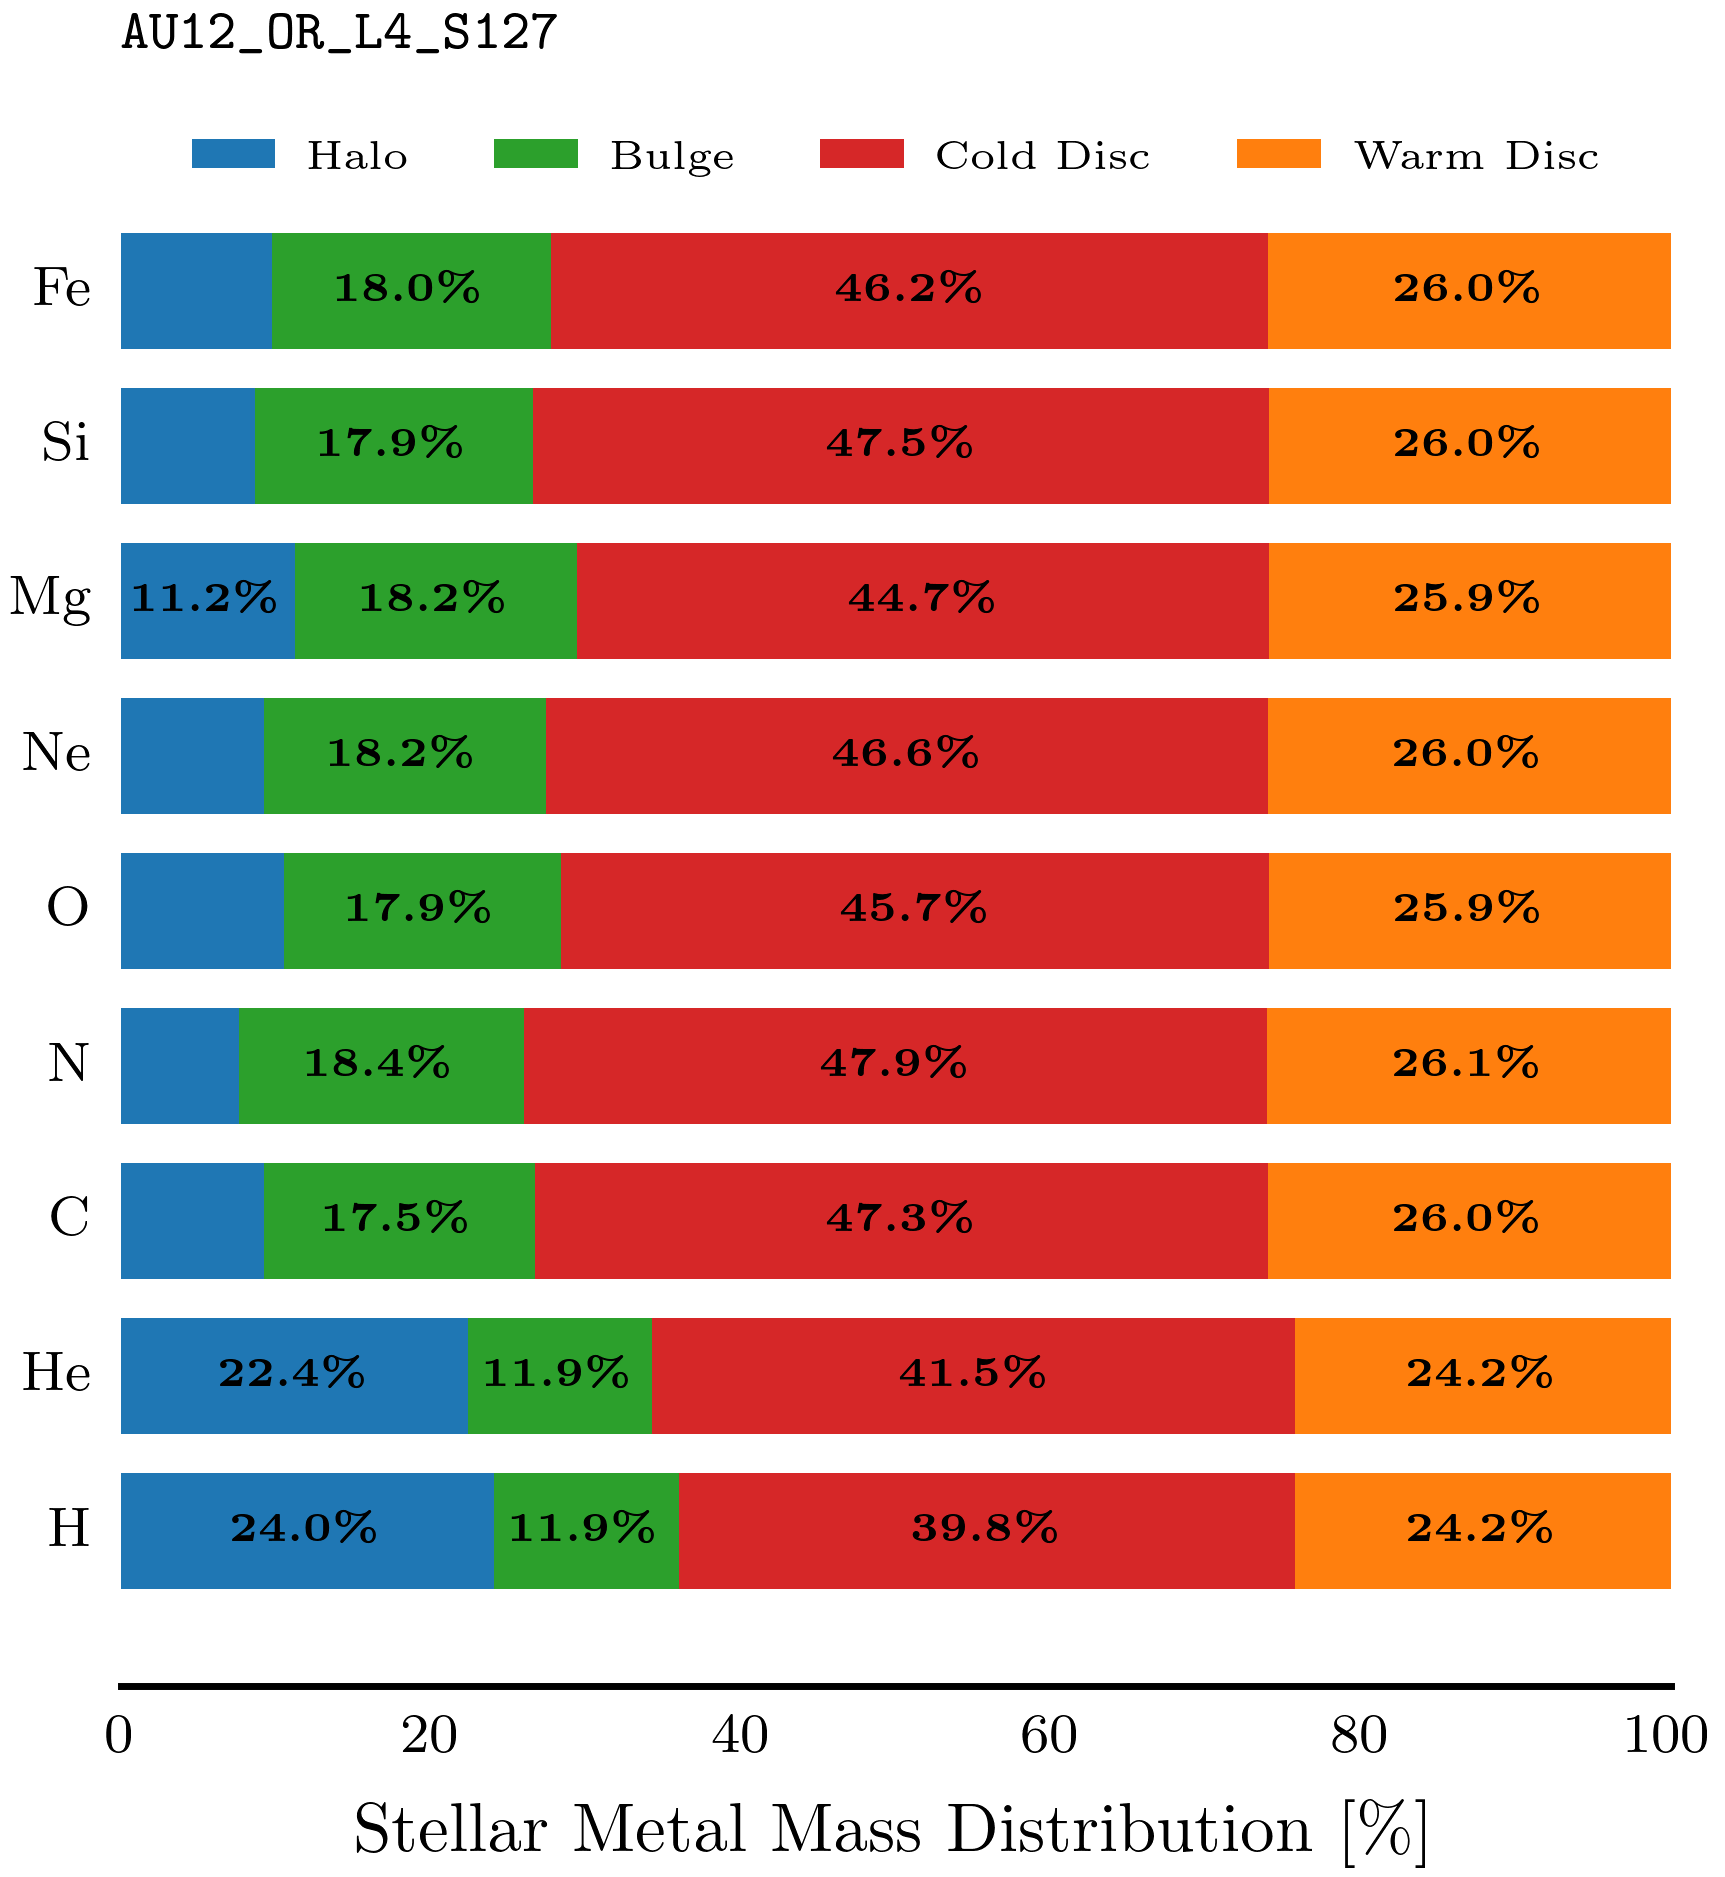 AU12_OR_L4_S127
Halo Bulge Cold Disc Warm Disc
Fe 18.0% 46.2% 26.0%
Si 17.9% 47.5% 26.0%
Mg 11.2% 18.2% 44.7% 25.9%
Ne 18.2% 46.6% 26.0%
O 17.9% 45.7% 25.9%
N 18.4% 47.9% 26.1%
C 17.5% 47.3% 26.0%
He 22.4% 11.9% 41.5% 24.2%
H 24.0% 11.9% 39.8% 24.2%
0 20 40 60 80 100
Stellar Metal Mass Distribution [%]